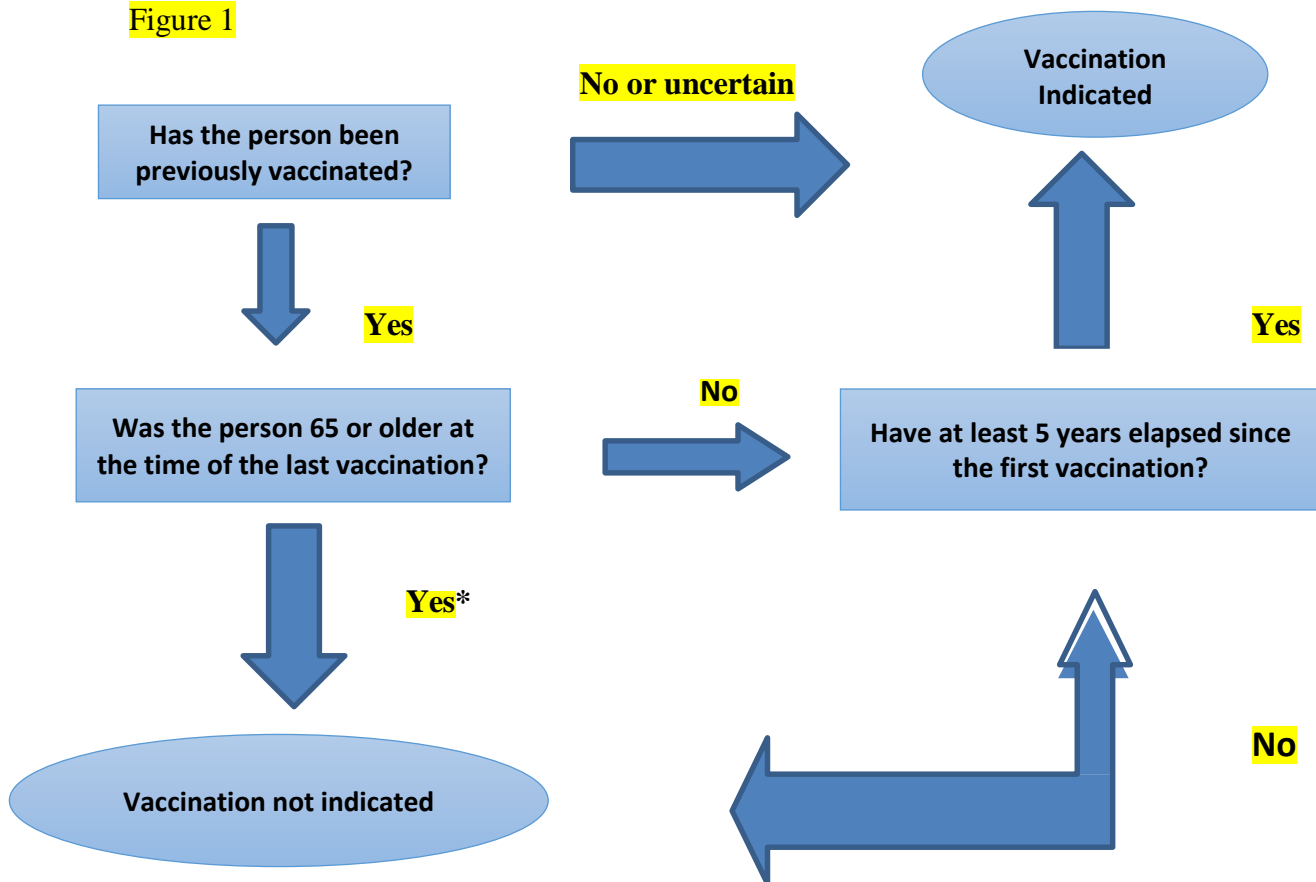 Figure 1
No or uncertain
Vaccination
Indicated
Has the person been
previously vaccinated?
Yes
Yes
Was the person 65 or older at
the time of the last vaccination?
No
Have at least 5 years elapsed since
the first vaccination?
Yes*
No
Vaccination not indicated